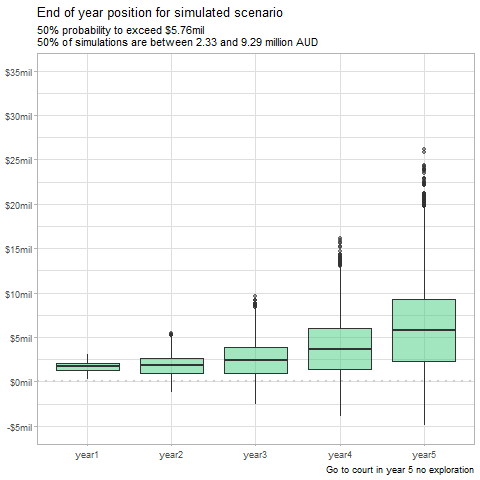 End of year position for simulated scenario
50% probability to exceed $5.76mil
50% of simulations are between 2.33 and 9.29 million AUD
$35mil
$30mil
$25mil
$20mil
$15mil
$10mil
$5mil
$0mil
-$5mil
year1 year2 year3 year4 year5
Go to court in year 5 no exploration